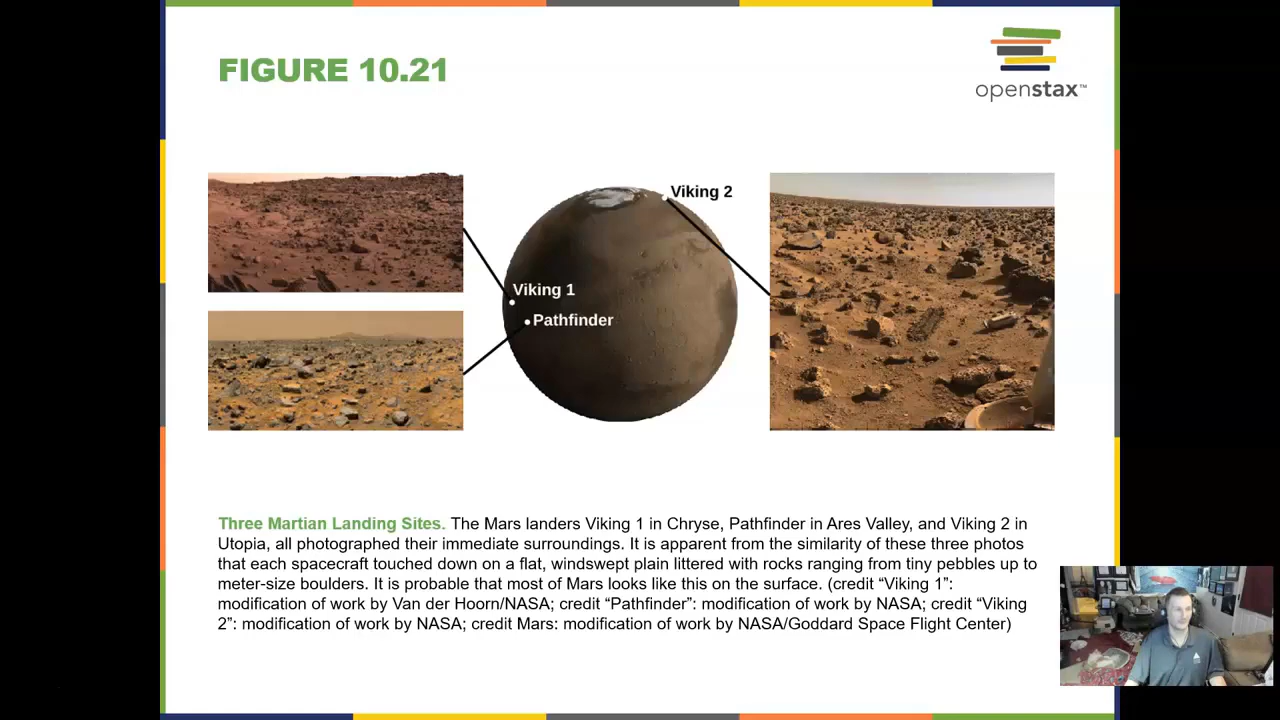 FIGURE 10.21
openstax™
Viking 2
Viking 1
Pathfinder
Three Martian Landing Sites. The Mars landers Viking 1 in Chryse, Pathfinder in Ares Valley, and Viking 2 in
Utopia, all photographed their immediate surroundings. It is apparent from the similarity of these three photos
that each spacecraft touched down on a flat, windswept plain littered with rocks ranging from tiny pebbles up to
meter-size boulders. It is probable that most of Mars looks like this on the surface. (credit “Viking 1”:
modification of work by Van der Hoorn/NASA; credit “Pathfinder”: modification of work by NASA; credit “Viking
2”: modification of work by NASA; credit Mars: modification of work by NASA/Goddard Space Flight Center)